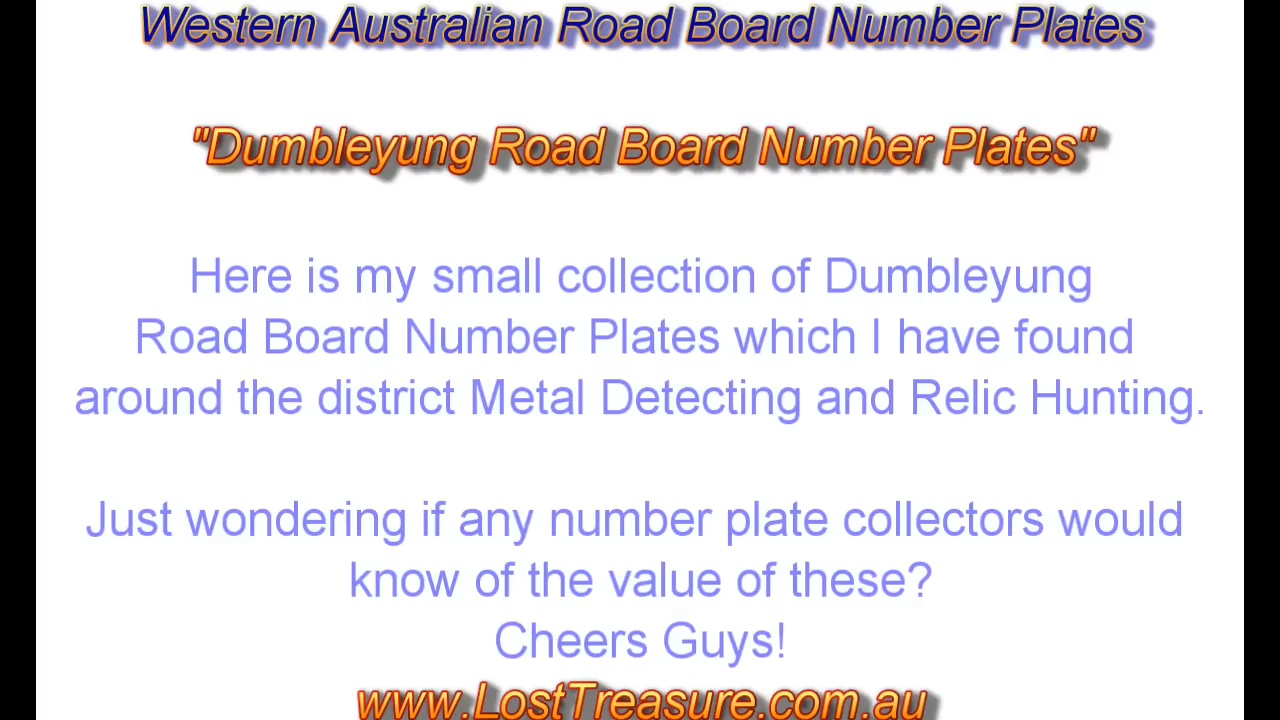 Western Australian Road Board Number Plates
"Dumbleyung Road Board Number Plates"
Here is my small collection of Dumbleyung
Road Board Number Plates which I have found
around the district Metal Detecting and Relic Hunting.
Just wondering if any number plate collectors would
know of the value of these?
Cheers Guys!
www.LostTreasure.com.au